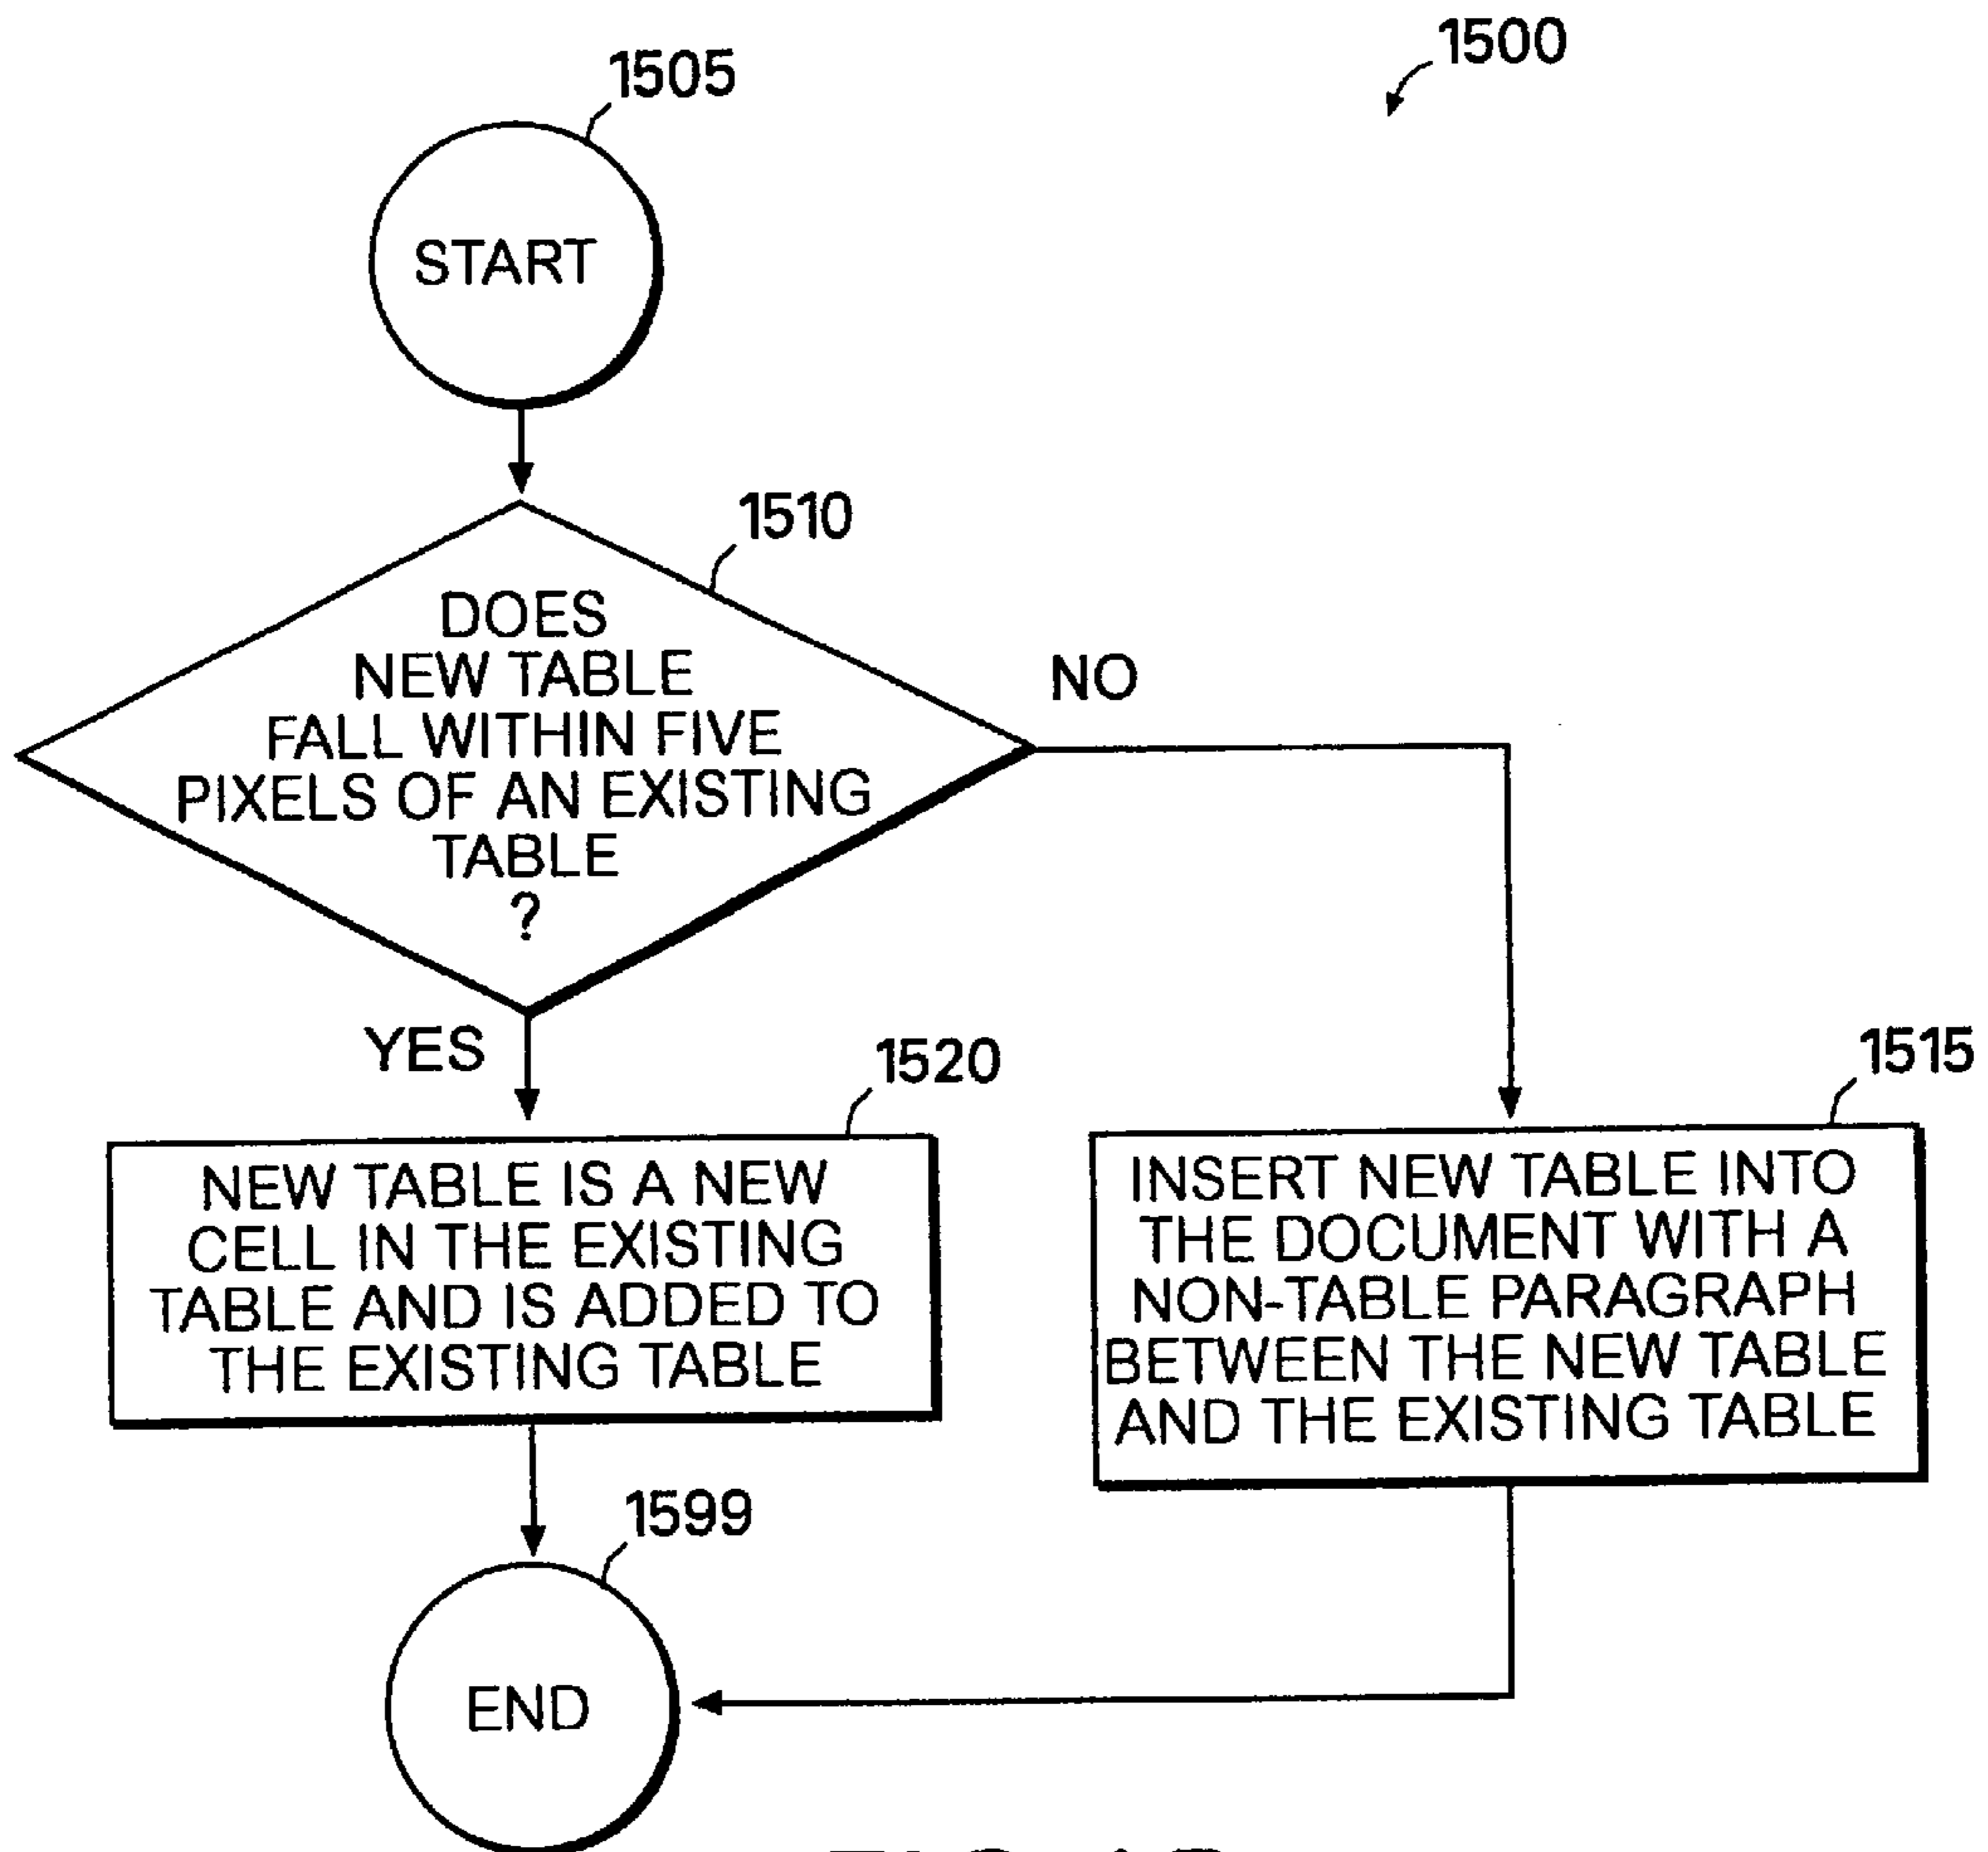 1500
1505
START
1510
DOES
NEW TABLE
FALL WITHIN FIVE
PIXELS OF AN EXISTING
TABLE
?
NO
YES
1520
NEW TABLE IS A NEW
CELL IN THE EXISTING
TABLE AND IS ADDED TO
THE EXISTING TABLE
1515
INSERT NEW TABLE INTO
THE DOCUMENT WITH A
NON-TABLE PARAGRAPH
BETWEEN THE NEW TABLE
AND THE EXISTING TABLE
1599
END